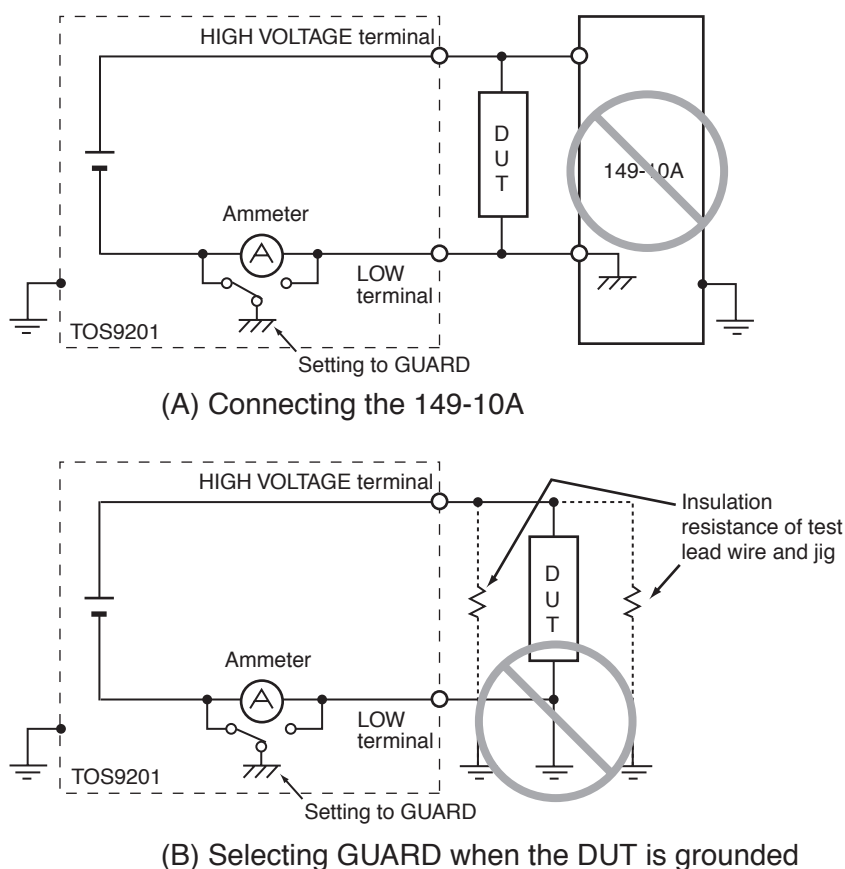 HIGH VOLTAGE terminal
D
U
T
149-10A
Ammeter
A
LOW
terminal
TOS9201
Setting to GUARD
(A) Connecting the 149-10A
HIGH VOLTAGE terminal
Insulation
resistance of test
lead wire and jig
D
U
T
Ammeter
A
LOW
terminal
TOS9201
Setting to GUARD
(B) Selecting GUARD when the DUT is grounded